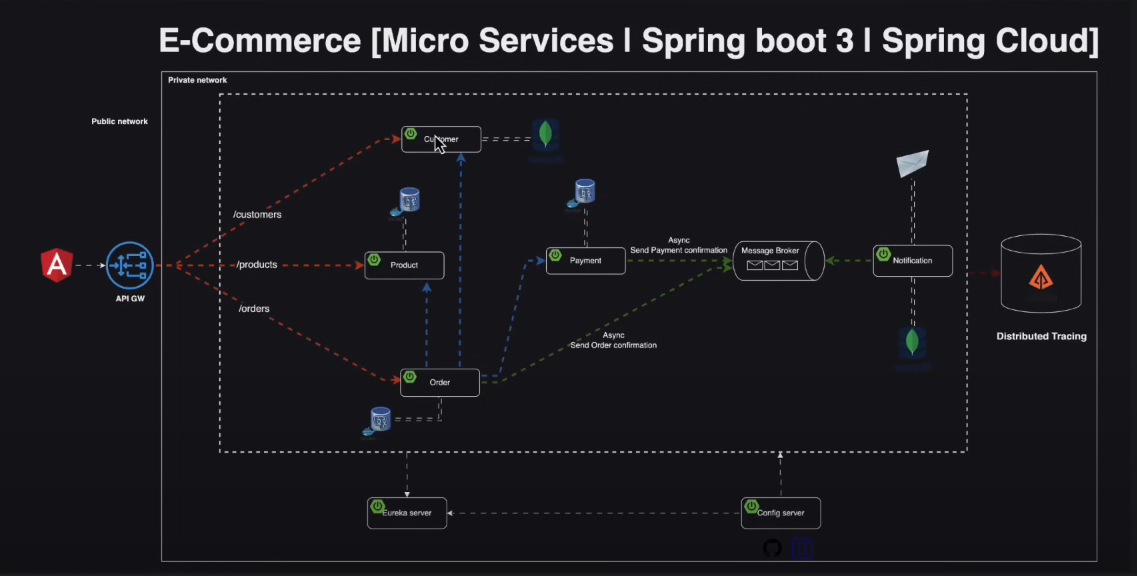 E-Commerce [Micro Services | Spring boot 3 | Spring Cloud]
Private network
Public network
Customer
/customers
Product
/products
Payment
Async
Send Payment confirmation
Message Broker
Notification
API GW
/orders
Async
Send Order confirmation
Distributed Tracing
Order
Eureka server
Config server